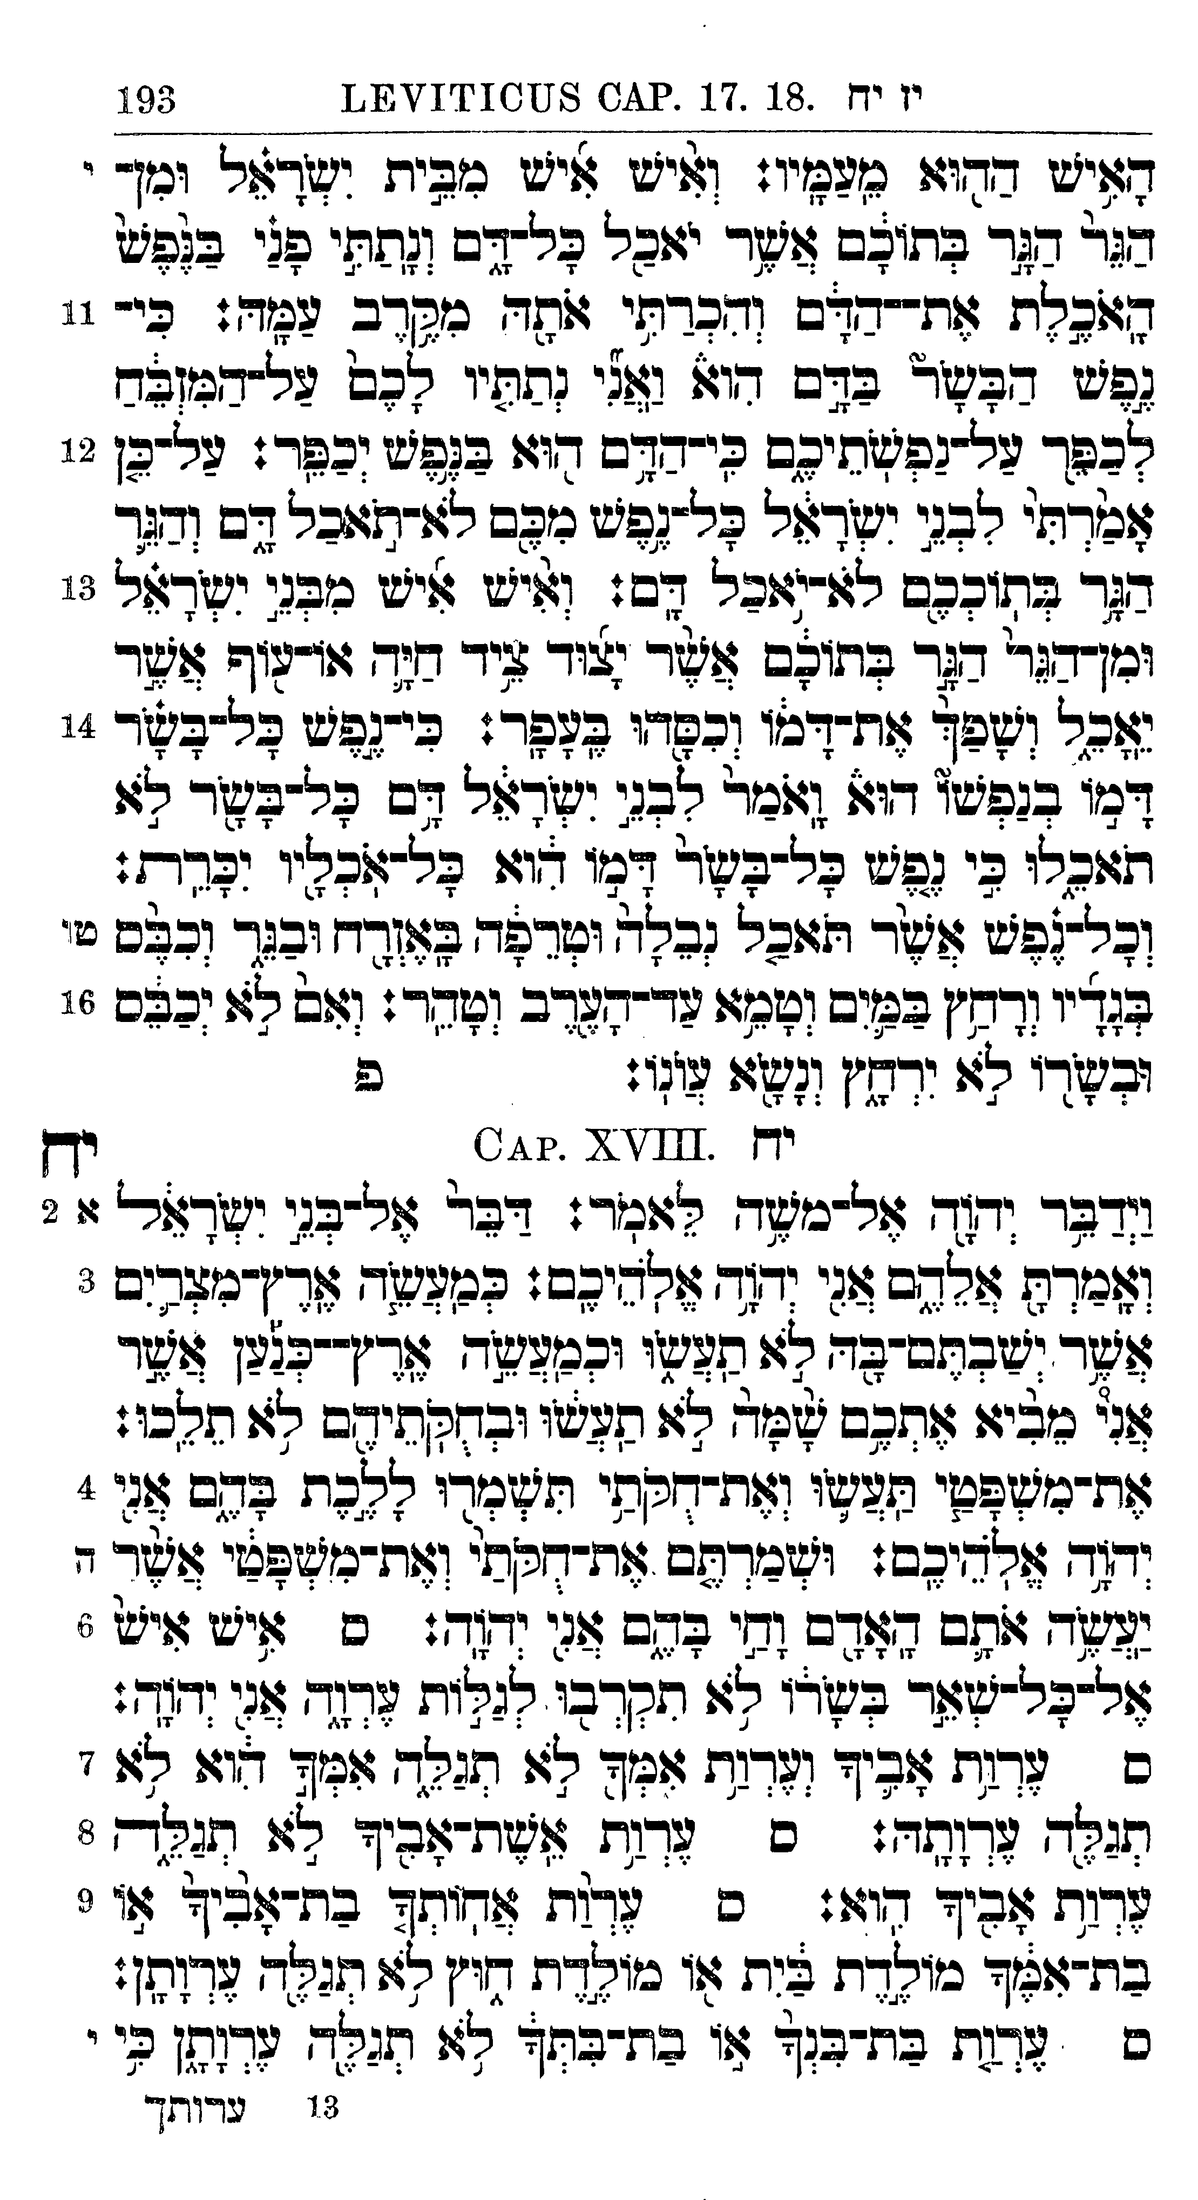 193 LEVITICUS CAP. 17. 18. יז יח
הָאִ֥ישׁ הַה֖וּא מֵֽעַמָּֽיו׃ וְאִ֨ישׁ אִ֜ישׁ מִבֵּ֣ית יִשְׂרָאֵ֗ל וּמִן־ י
הַגֵּר֙ הַגָּ֣ר בְּתוֹכָ֔ם אֲשֶׁ֥ר יֹאכַ֖ל כָּל־דָּ֑ם וְנָתַתִּ֣י פָנַ֗י בַּנֶּ֙פֶשׁ֙
הָאֹכֶ֣לֶת אֶת־הַדָּ֔ם וְהִכְרַתִּ֥י אֹתָ֖הּ מִקֶּ֥רֶב עַמָּֽהּ׃ כִּי־ 11
נֶ֣פֶשׁ הַבָּשָׂר֮ בַּדָּ֣ם הִוא֒ וַאֲנִ֞י נְתַתִּ֤יו לָכֶם֙ עַל־הַמִּזְבֵּ֔חַ
לְכַפֵּ֖ר עַל־נַפְשֹׁתֵיכֶ֑ם כִּֽי־הַדָּ֥ם ה֖וּא בַּנֶּ֥פֶשׁ יְכַפֵּֽר׃ עַל־כֵּ֤ן 12
אָמַ֙רְתִּי֙ לִבְנֵ֣י יִשְׂרָאֵ֔ל כָּל־נֶ֥פֶשׁ מִכֶּ֖ם לֹא־תֹ֣אכַל דָּ֑ם וְהַגֵּ֛ר
הַגָּ֥ר בְּתוֹכְכֶ֖ם לֹא־יֹ֥אכַל דָּֽם׃ וְאִ֨ישׁ אִ֜ישׁ מִבְּנֵ֣י יִשְׂרָאֵ֗ל 13
וּמִן־הַגֵּר֙ הַגָּ֣ר בְּתוֹכָ֔ם אֲשֶׁ֨ר יָצ֜וּד צֵ֥יד חַיָּ֛ה אוֹ־ע֖וֹף אֲשֶׁ֣ר
יֵאָכֵ֑ל וְשָׁפַךְ֙ אֶת־דָּמ֔וֹ וְכִסָּ֖הוּ בֶּעָפָֽר׃ כִּי־נֶ֣פֶשׁ כָּל־בָּשָׂ֗ר 14
דָּמ֣וֹ בְנַפְשׁוֹ֮ הוּא֒ וָֽאֹמַר֙ לִבְנֵ֣י יִשְׂרָאֵ֔ל דַּ֥ם כָּל־בָּשָׂ֖ר לֹ֣א
תֹאכֵ֑לוּ כִּ֣י נֶ֤פֶשׁ כָּל־בָּשָׂר֙ דָּמ֣וֹ הִ֔וא כָּל־אֹכְלָ֖יו יִכָּרֵֽת׃
וְכָל־נֶ֗פֶשׁ אֲשֶׁ֨ר תֹּאכַ֤ל נְבֵלָה֙ וּטְרֵפָ֔ה בָּאֶזְרָ֖ח וּבַגֵּ֑ר וְכִבֶּ֨ס טו
בְּגָדָ֜יו וְרָחַ֥ץ בַּמַּ֛יִם וְטָמֵ֥א עַד־הָעֶ֖רֶב וְטָהֵֽר׃ וְאִם֙ לֹ֣א יְכַבֵּ֔ס 16
וּבְשָׂר֖וֹ לֹ֣א יִרְחָ֑ץ וְנָשָׂ֖א עֲוֹנֽוֹ׃ פ
CAP. XVIII. יח
יח
וַיְדַבֵּ֥ר יְהוָ֖ה אֶל־מֹשֶׁ֥ה לֵּאמֹֽר׃ דַּבֵּר֙ אֶל־בְּנֵ֣י יִשְׂרָאֵ֔ל א 2
וְאָמַרְתָּ֖ אֲלֵהֶ֑ם אֲנִ֖י יְהוָ֥ה אֱלֹהֵיכֶֽם׃ כְּמַעֲשֵׂ֧ה אֶֽרֶץ־מִצְרַ֛יִם 3
אֲשֶׁ֥ר יְשַׁבְתֶּם־בָּ֖הּ לֹ֣א תַעֲשׂ֑וּ וּכְמַעֲשֵׂ֣ה אֶֽרֶץ־כְּנַ֡עַן אֲשֶׁ֣ר
אֲנִי֩ מֵבִ֨יא אֶתְכֶ֥ם שָׁ֙מָּה֙ לֹ֣א תַעֲשׂ֔וּ וּבְחֻקֹּתֵיהֶ֖ם לֹ֥א תֵלֵֽכוּ׃
אֶת־מִשְׁפָּטַ֧י תַּעֲשׂ֛וּ וְאֶת־חֻקֹּתַ֥י תִּשְׁמְר֖וּ לָלֶ֣כֶת בָּהֶ֑ם אֲנִ֖י 4
יְהוָ֥ה אֱלֹהֵיכֶֽם׃ וּשְׁמַרְתֶּ֤ם אֶת־חֻקֹּתַי֙ וְאֶת־מִשְׁפָּטַ֔י אֲשֶׁ֨ר ה
יַעֲשֶׂ֥ה אֹתָ֛ם הָאָדָ֖ם וָחַ֣י בָּהֶ֑ם אֲנִ֖י יְהוָֽה׃ ס אִ֥ישׁ אִישׁ֙ 6
אֶל־כָּל־שְׁאֵ֣ר בְּשָׂר֔וֹ לֹ֥א תִקְרְב֖וּ לְגַלּ֣וֹת עֶרְוָ֑ה אֲנִ֖י יְהוָֽה׃
ס עֶרְוַ֥ת אָבִ֛יךָ וְעֶרְוַ֥ת אִמְּךָ֖ לֹ֣א תְגַלֵּ֑ה אִמְּךָ֣ הִ֔וא לֹ֥א 7
תְגַלֶּ֖ה עֶרְוָתָֽהּ׃ ס עֶרְוַ֥ת אֵֽשֶׁת־אָבִ֖יךָ לֹ֣א תְגַלֵּ֑ה 8
עֶרְוַ֥ת אָבִ֖יךָ הִֽוא׃ ס עֶרְוַ֨ת אֲחֽוֹתְךָ֤ בַת־אָבִ֙יךָ֙ א֣וֹ 9
בַת־אִמֶּ֔ךָ מוֹלֶ֣דֶת בַּ֔יִת א֖וֹ מוֹלֶ֣דֶת ח֑וּץ לֹ֥א תְגַלֶּ֖ה עֶרְוָתָֽן׃
ס עֶרְוַ֤ת בַּת־בִּנְךָ֙ א֣וֹ בַֽת־בִּתְּךָ֔ לֹ֥א תְגַלֶּ֖ה עֶרְוָתָ֑ן כִּ֥י י
13 ערותך